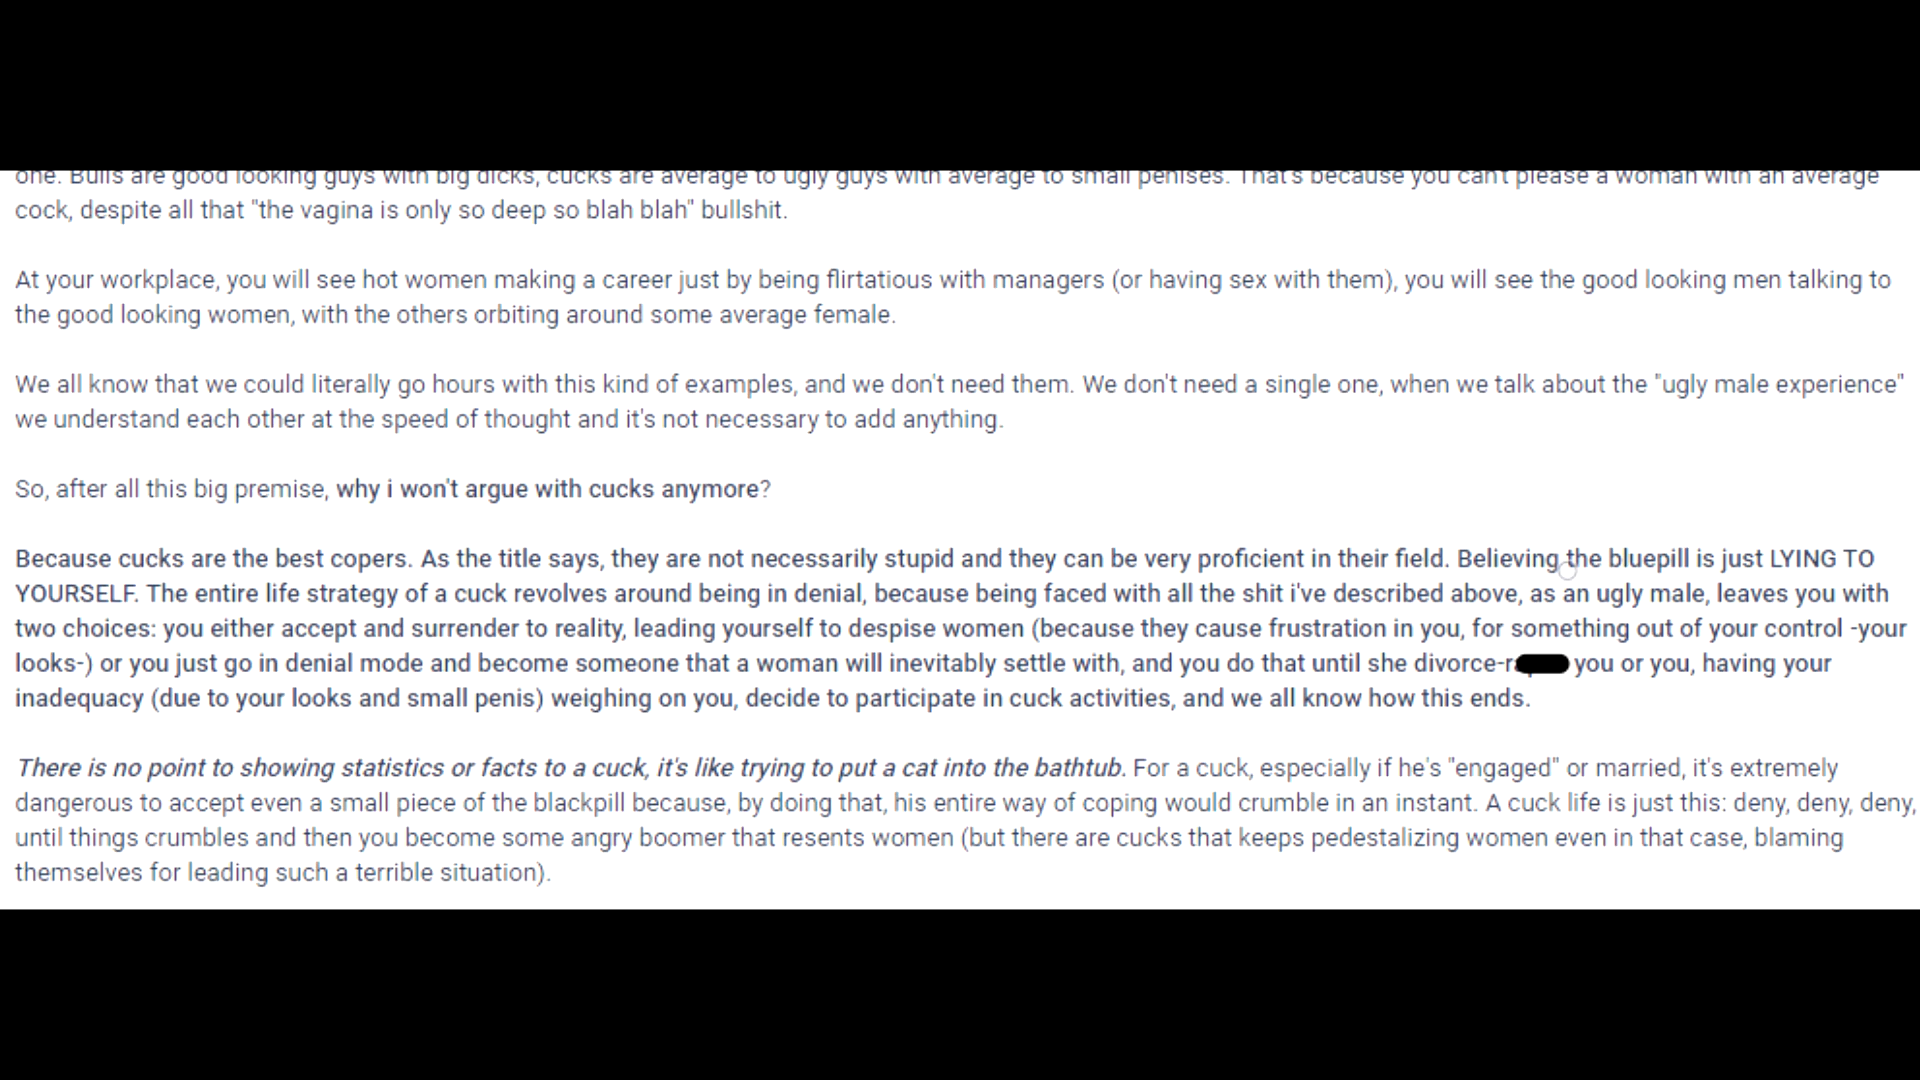 one. Bulls are good looking guys with big dicks, cucks are average to ugly guys with average to small penises. That's because you can't please a woman with an average
cock, despite all that "the vagina is only so deep so blah blah" bullshit.
At your workplace, you will see hot women making a career just by being flirtatious with managers (or having sex with them), you will see the good looking men talking to
the good looking women, with the others orbiting around some average female.
We all know that we could literally go hours with this kind of examples, and we don't need them. We don't need a single one, when we talk about the "ugly male experience"
we understand each other at the speed of thought and it's not necessary to add anything.
So, after all this big premise, why i won't argue with cucks anymore?
Because cucks are the best copers. As the title says, they are not necessarily stupid and they can be very proficient in their field. Believing the bluepill is just LYING TO
YOURSELF. The entire life strategy of a cuck revolves around being in denial, because being faced with all the shit i've described above, as an ugly male, leaves you with
two choices: you either accept and surrender to reality, leading yourself to despise women (because they cause frustration in you, for something out of your control -your
looks-) or you just go in denial mode and become someone that a woman will inevitably settle with, and you do that until she divorce-r you or you, having your
inadequacy (due to your looks and small penis) weighing on you, decide to participate in cuck activities, and we all know how this ends.
There is no point to showing statistics or facts to a cuck, it's like trying to put a cat into the bathtub. For a cuck, especially if he's "engaged" or married, it's extremely
dangerous to accept even a small piece of the blackpill because, by doing that, his entire way of coping would crumble in an instant. A cuck life is just this: deny, deny, deny,
until things crumbles and then you become some angry boomer that resents women (but there are cucks that keeps pedestalizing women even in that case, blaming
themselves for leading such a terrible situation).